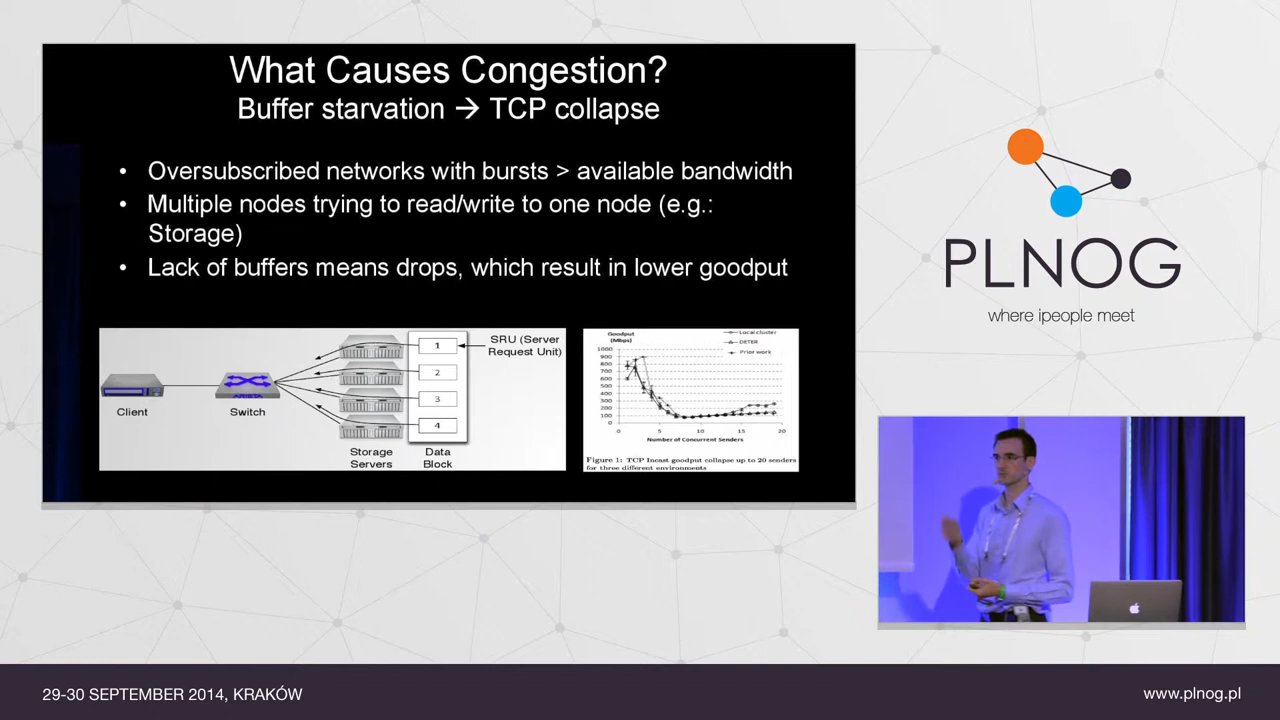 What Causes Congestion?
Buffer starvation → TCP collapse
• Oversubscribed networks with bursts > available bandwidth
• Multiple nodes trying to read/write to one node (e.g.:
Storage)
• Lack of buffers means drops, which result in lower goodput
1
2
3
4
SRU (Server
Request Unit)
ARISTA
Client
Switch
Storage
Servers
Data
Block
Goodput
(Mbps)
Local cluster
DETER
Prior work
1000
900
800
700
600
500
400
300
200
100
0
0
5
10
15
20
Number of Concurrent Senders
Figure 1: TCP Incast goodput collapse up to 20 senders
for three different environments
PLNOG
where ipeople meet
29-30 SEPTEMBER 2014, KRAKÓW
www.plnog.pl